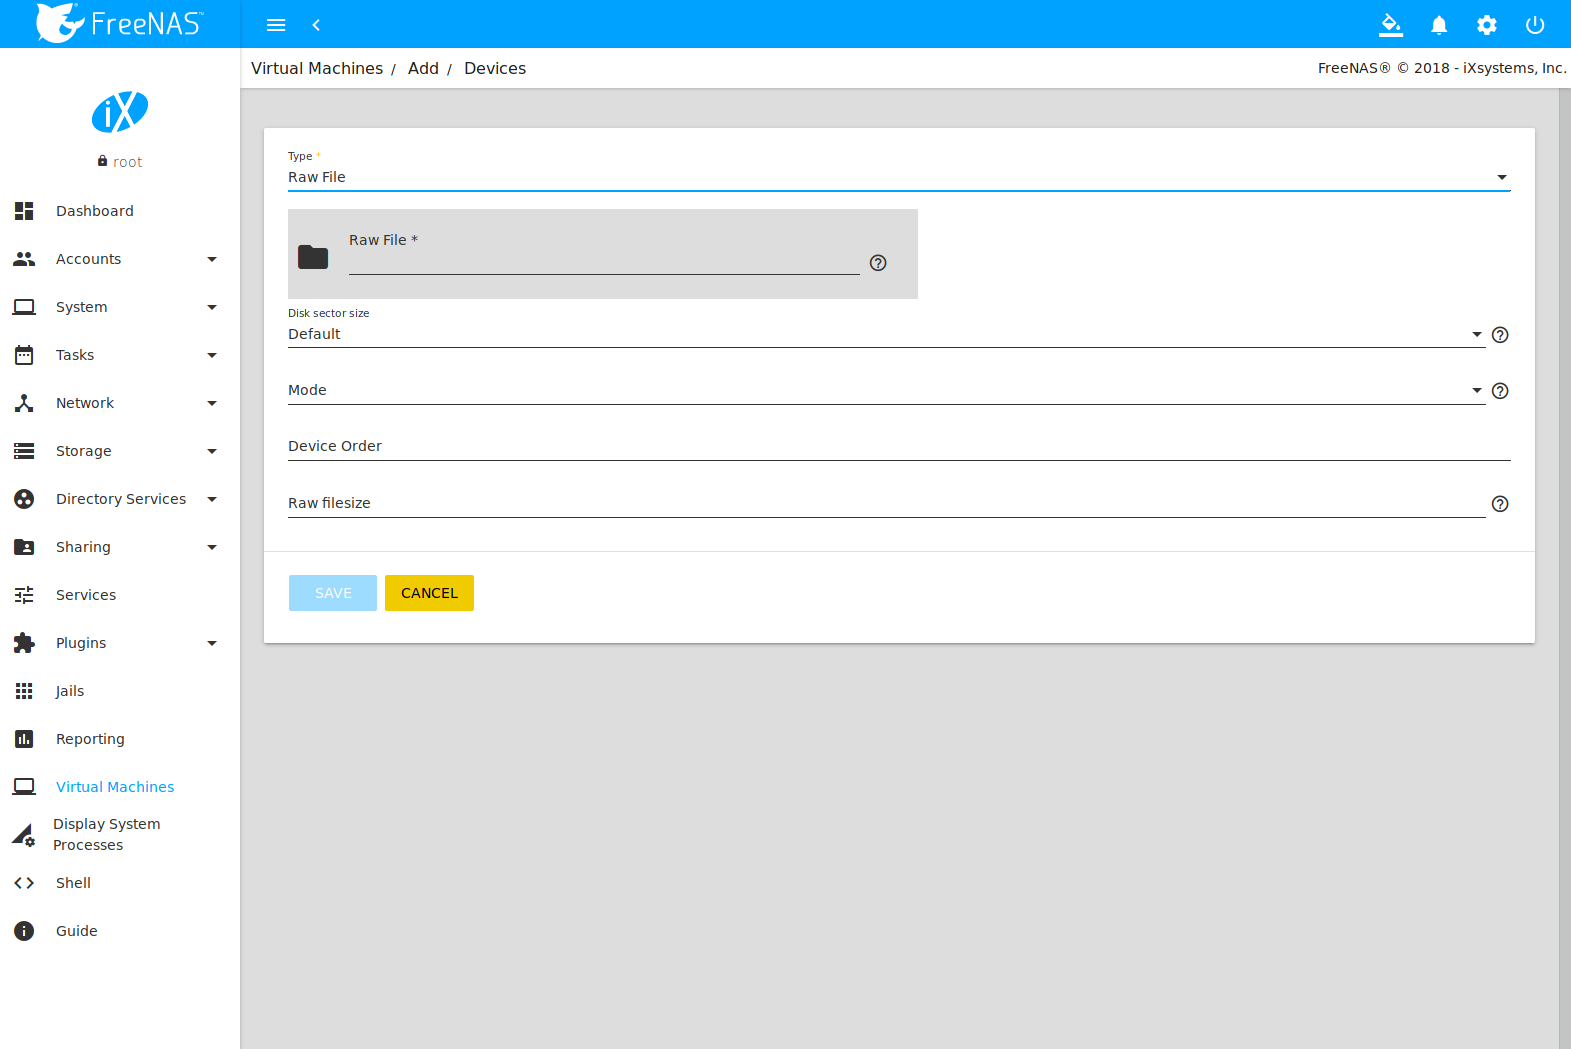 FreeNAS™
Virtual Machines / Add / Devices
FreeNAS® © 2018 - iXsystems, Inc.
iX
root
Dashboard
Accounts
System
Tasks
Network
Storage
Directory Services
Sharing
Services
Plugins
Jails
Reporting
Virtual Machines
Display System
Processes
Shell
Guide
Type *
Raw File
Raw File *
Disk sector size
Default
Mode
Device Order
Raw filesize
SAVE CANCEL